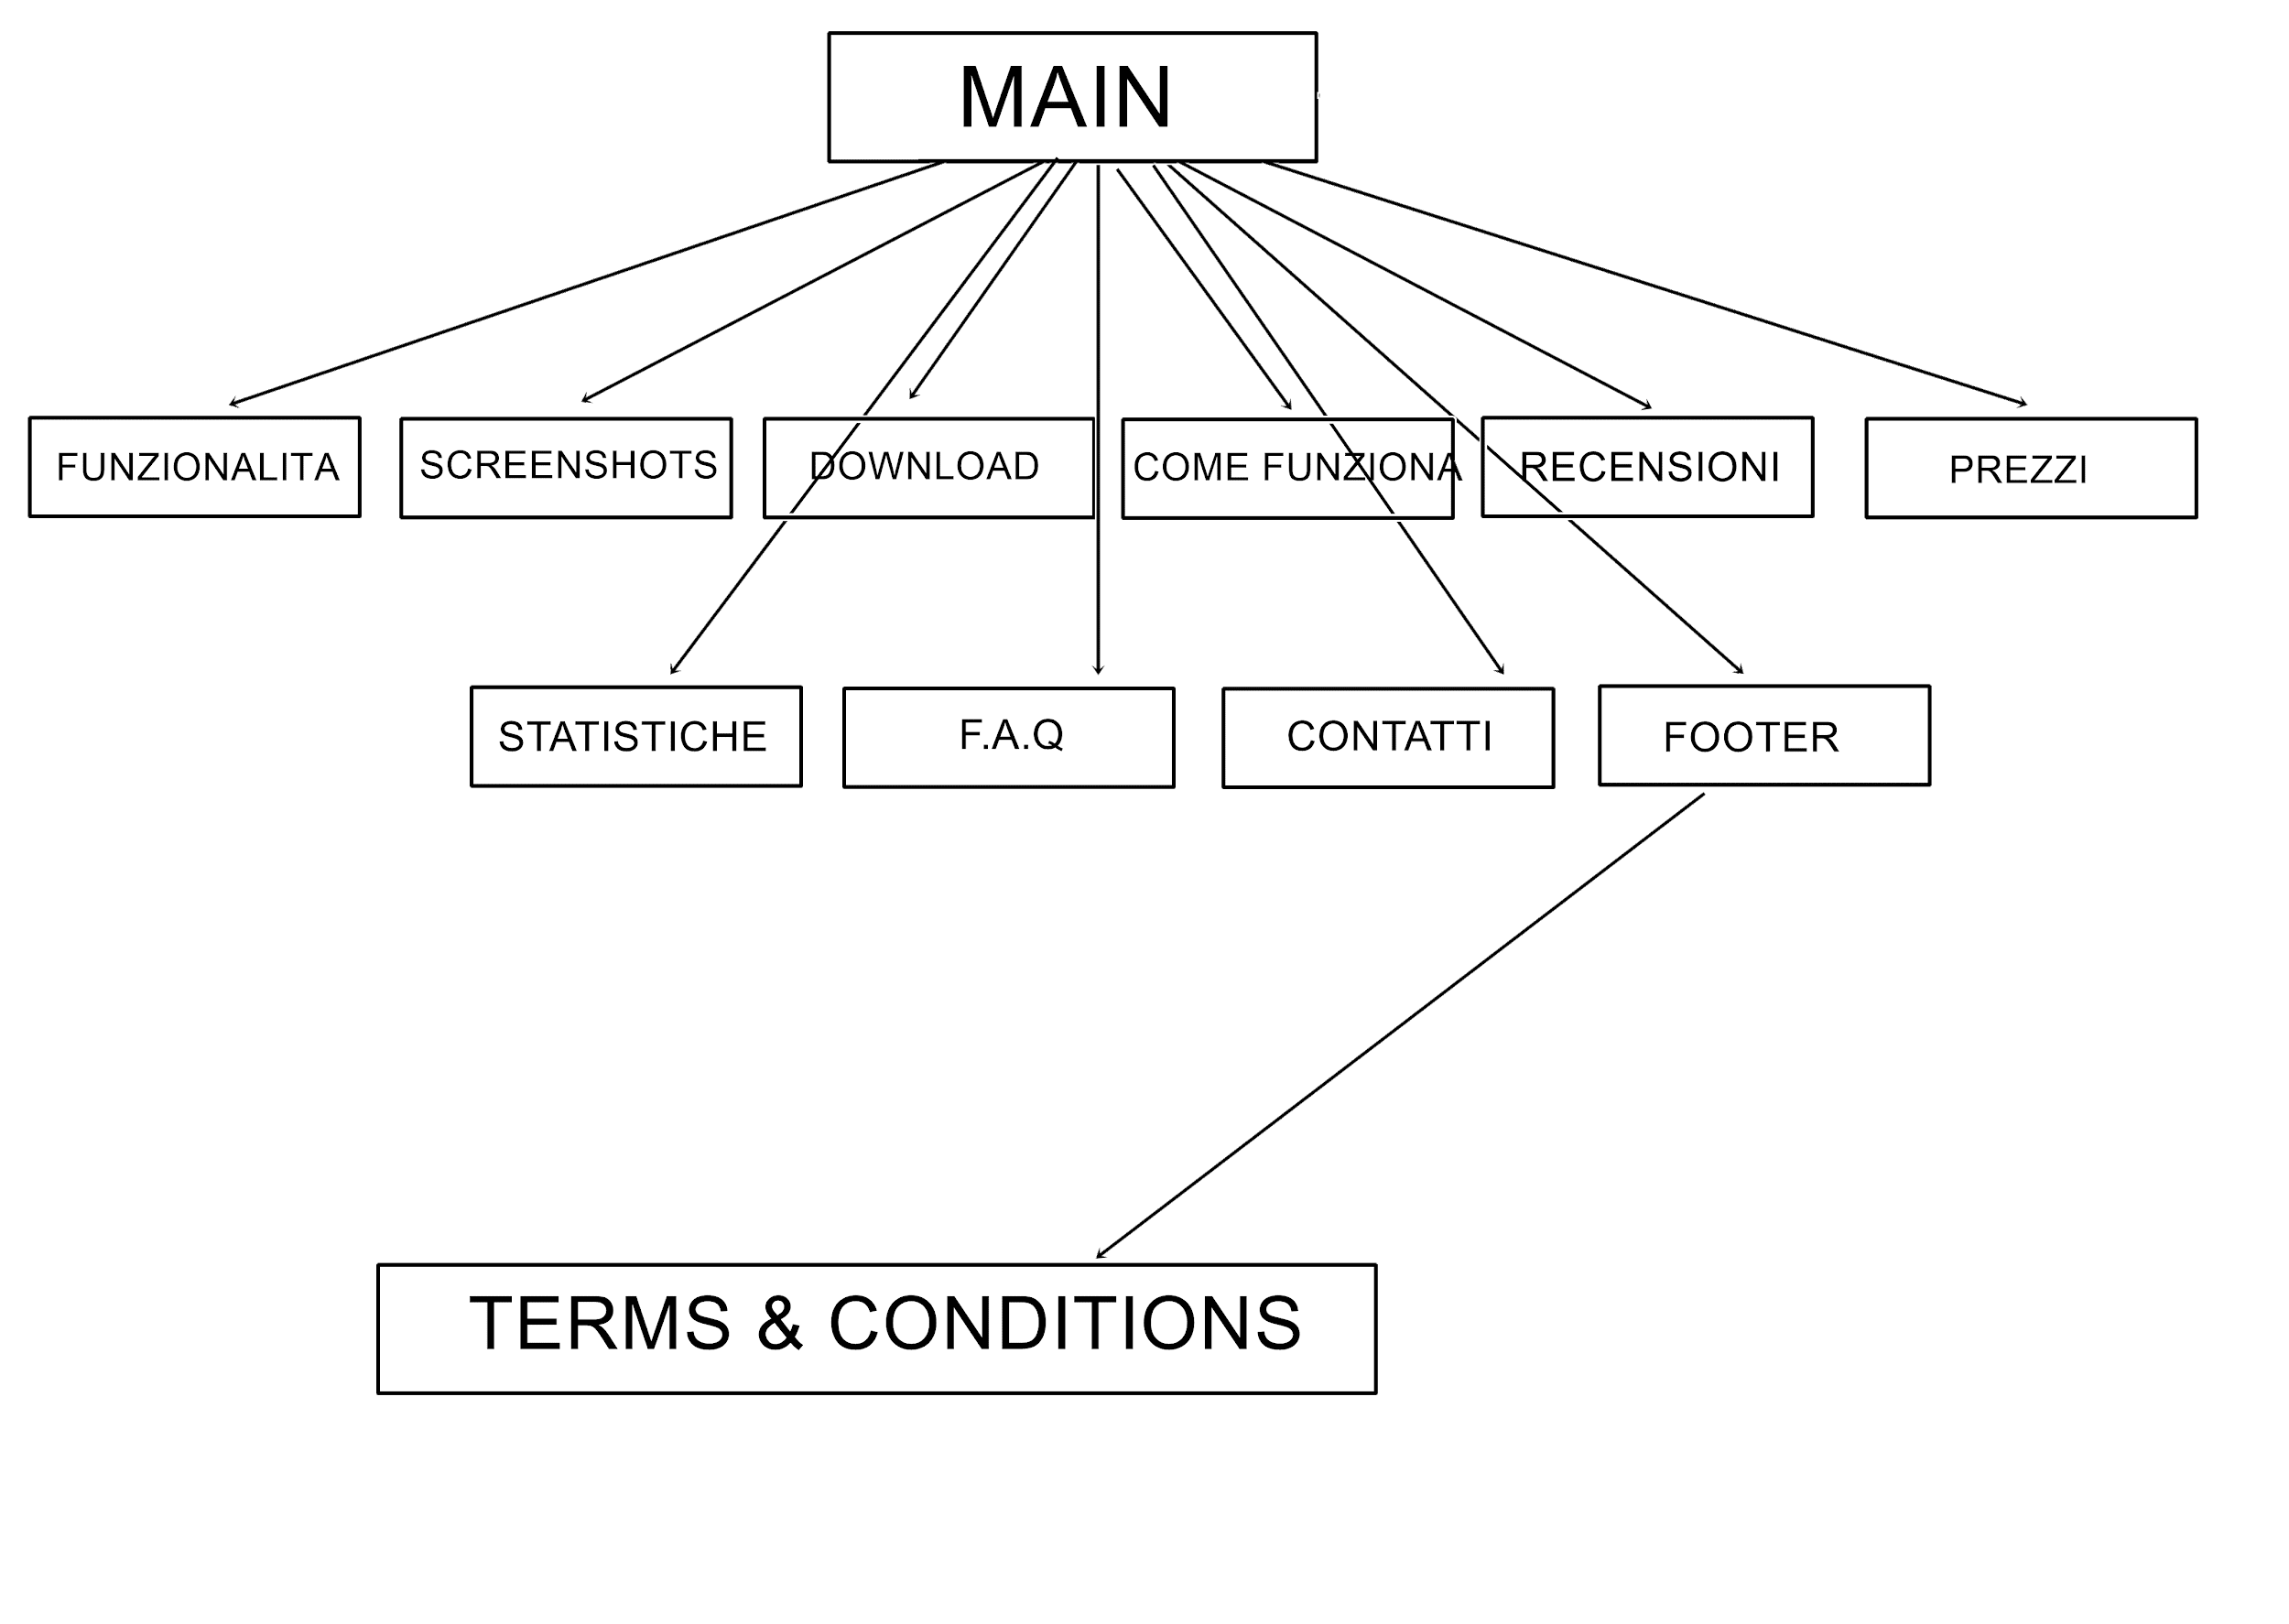 MAIN
FUNZIONALITA
SCREENSHOTS
DOWNLOAD
COME FUNZIONA
RECENSIONI
PREZZI
STATISTICHE
F.A.Q
CONTATTI
FOOTER
TERMS & CONDITIONS